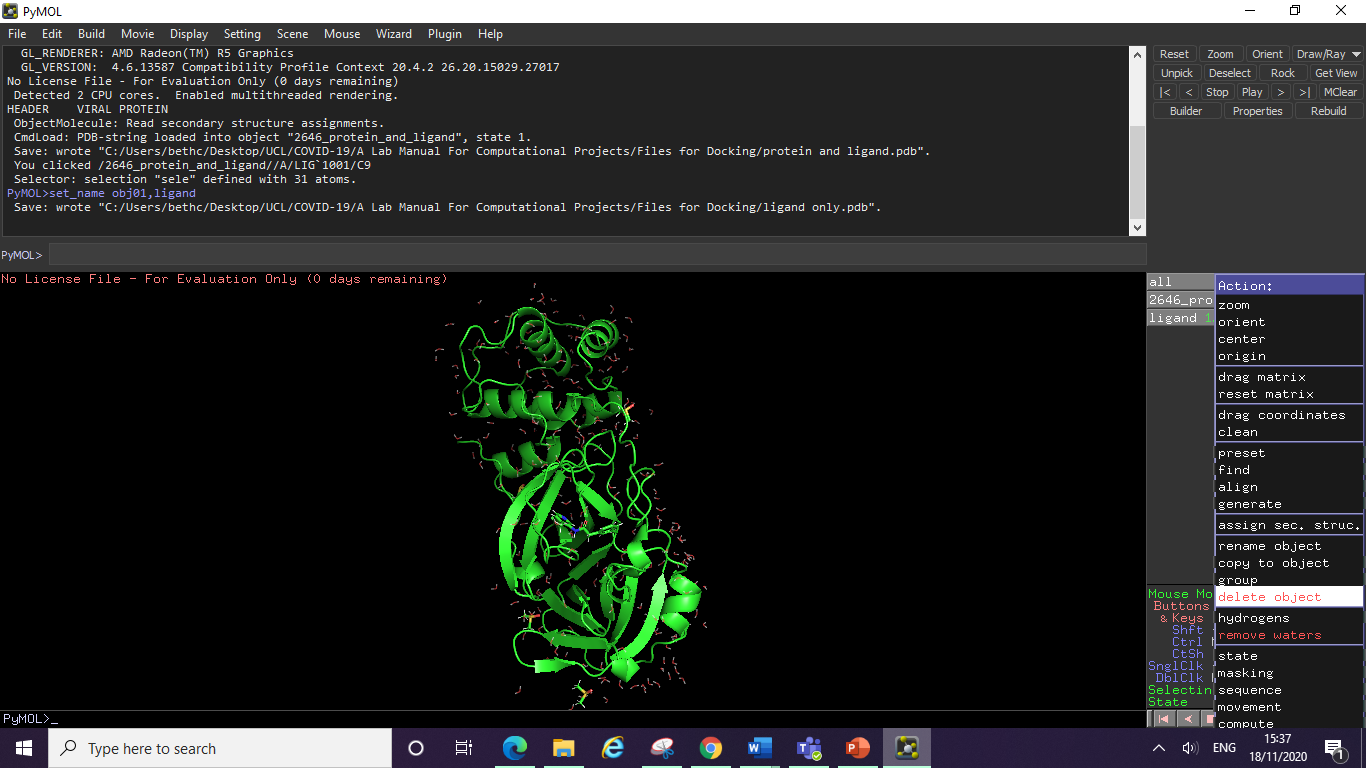 PyMOL
File Edit Build Movie Display Setting Scene Mouse Wizard Plugin Help
GL_RENDERER: AMD Radeon(TM) R5 Graphics
GL_VERSION: 4.6.13587 Compatibility Profile Context 20.4.2 26.20.15029.27017
No License File - For Evaluation Only (0 days remaining)
Detected 2 CPU cores. Enabled multithreaded rendering.
HEADER VIRAL PROTEIN
ObjectMolecule: Read secondary structure assignments.
CmdLoad: PDB-string loaded into object "2646_protein_and_ligand", state 1.
Save: wrote "C:/Users/bethc/Desktop/UCL/COVID-19/A Lab Manual For Computational Projects/Files for Docking/protein and ligand.pdb".
You clicked /2646_protein_and_ligand//A/LIG`1001/C9
Selector: selection "sele" defined with 31 atoms.
PyMOL>set_name obj01,ligand
Save: wrote "C:/Users/bethc/Desktop/UCL/COVID-19/A Lab Manual For Computational Projects/Files for Docking/ligand only.pdb".
PyMOL>
Reset Zoom Orient Draw/Ray
Unpick Deselect Rock Get View
|< < Stop Play > >| MClear
Builder Properties Rebuild
No License File - For Evaluation Only (0 days remaining)
all
2646_pro
ligand 1
Action:
zoom
orient
center
origin
drag matrix
reset matrix
drag coordinates
clean
preset
find
align
generate
assign sec. struc.
rename object
copy to object
group
delete object
hydrogens
remove waters
state
masking
sequence
movement
compute
Mouse Mo
Buttons
& Keys
Shft
Ctrl
CtSh
SnglClk
DblClk
Selectin
State
PyMOL>_
Type here to search
ENG
15:37
18/11/2020
1